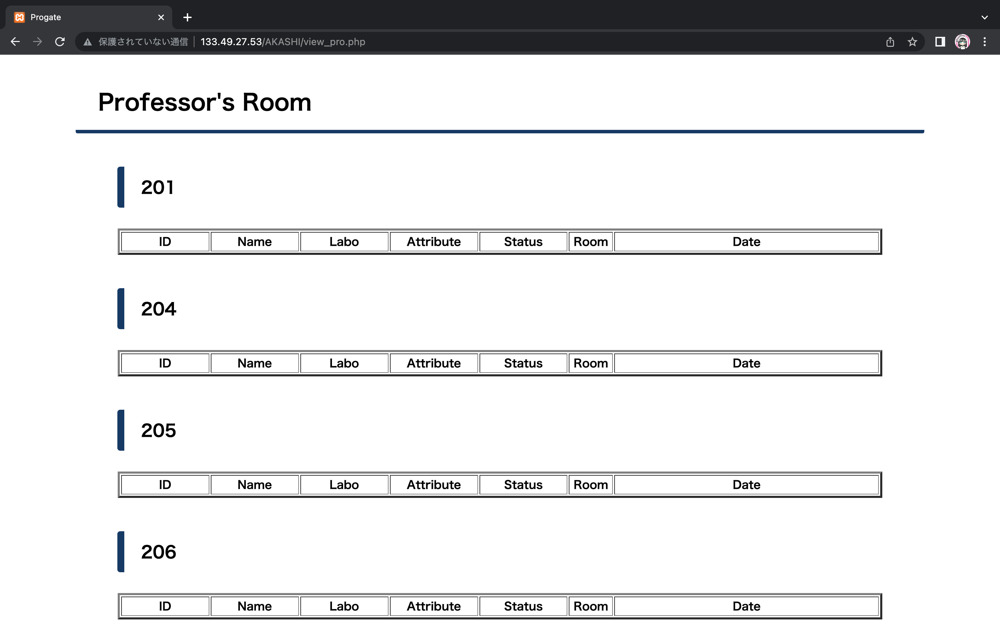 Progate
保護されていない通信 133.49.27.53/AKASHI/view_pro.php
Professor's Room
201
ID Name Labo Attribute Status Room Date
204
ID Name Labo Attribute Status Room Date
205
ID Name Labo Attribute Status Room Date
206
ID Name Labo Attribute Status Room Date